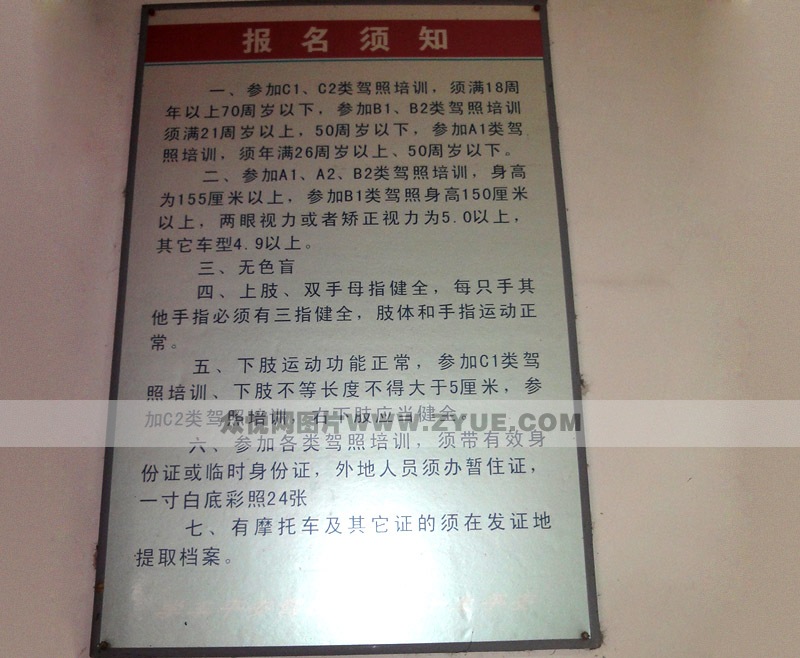 报名须知
一、参加C1、C2类驾照培训，须满18周
年以上70周岁以下，参加B1、B2类驾照培训
须满21周岁以上，50周岁以下，参加A1类驾
照培训，须年满26周岁以上、50周岁以下。
二、参加A1、A2、B2类驾照培训，身高
为155厘米以上，参加B1类驾照身高150厘米
以上，两眼视力或者矫正视力为5.0以上，
其它车型4.9以上。
三、无色盲
四、上肢、双手母指健全，每只手其
他手指必须有三指健全，肢体和手指运动正
常。
五、下肢运动功能正常，参加C1类驾
照培训、下肢不等长度不得大于5厘米，参
加C2类驾照培训，右下肢应当健全。
众悦网图片WWW.ZYUE.COM
六、参加各类驾照培训，须带有效身
份证或临时身份证，外地人员须办暂住证，
一寸白底彩照24张
七、有摩托车及其它证的须在发证地
提取档案。